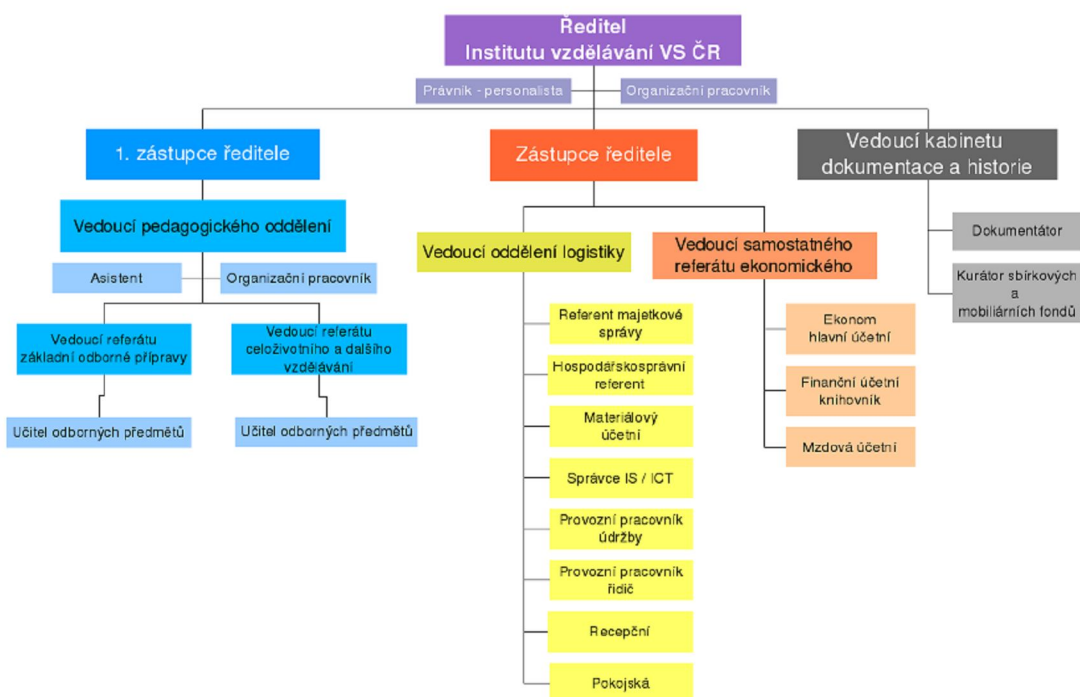 Ředitel
Institutu vzdělávání VS ČR
Právník - personalista
Organizační pracovník
1. zástupce ředitele
Zástupce ředitele
Vedoucí kabinetu
dokumentace a historie
Vedoucí pedagogického oddělení
Asistent
Organizační pracovník
Vedoucí referátu
základní odborné přípravy
Vedoucí referátu
celoživotního a dalšího
vzdělávání
Učitel odborných předmětů
Učitel odborných předmětů
Vedoucí oddělení logistiky
Referent majetkové
správy
Hospodářskosprávní
referent
Materiálový
účetní
Správce IS / ICT
Provozní pracovník
údržby
Provozní pracovník
řidič
Recepční
Pokojská
Vedoucí samostatného
referátu ekonomického
Ekonom
hlavní účetní
Finanční účetní
knihovník
Mzdová účetní
Dokumentátor
Kurátor sbírkových
a
mobiliárních fondů